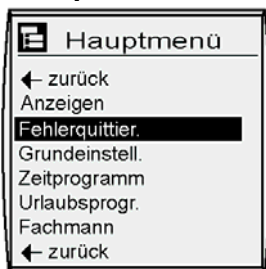 Hauptmenü
← zurück
Anzeigen
Fehlerquittier.
Grundeinstell.
Zeitprogramm
Urlaubsprogr.
Fachmann
← zurück